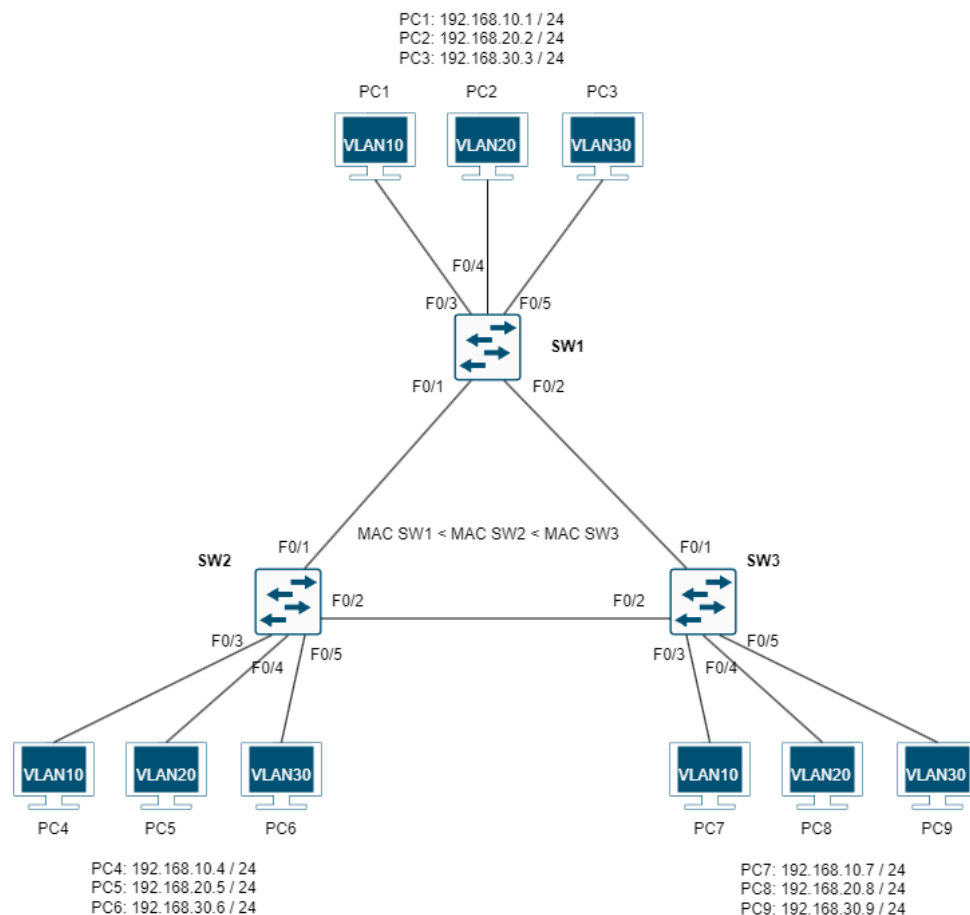 PC1: 192.168.10.1 / 24
PC2: 192.168.20.2 / 24
PC3: 192.168.30.3 / 24
PC1
PC2
PC3
VLAN10
VLAN20
VLAN30
F0/4
F0/3
F0/5
SW1
F0/1
F0/2
MAC SW1 < MAC SW2 < MAC SW3
F0/1
F0/1
SW2
SW3
F0/2
F0/2
F0/3
F0/4
F0/5
F0/3
F0/4
F0/5
VLAN10
VLAN20
VLAN30
VLAN10
VLAN20
VLAN30
PC4
PC5
PC6
PC7
PC8
PC9
PC4: 192.168.10.4 / 24
PC5: 192.168.20.5 / 24
PC6: 192.168.30.6 / 24
PC7: 192.168.10.7 / 24
PC8: 192.168.20.8 / 24
PC9: 192.168.30.9 / 24